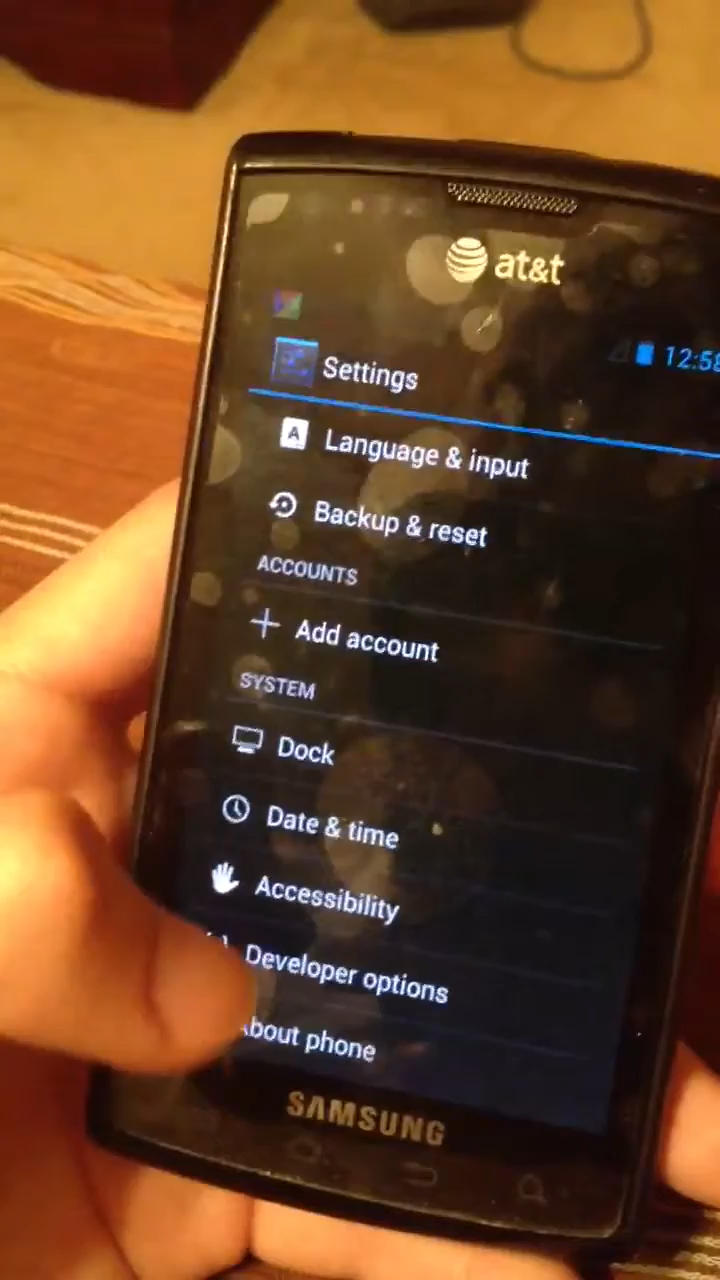 at&t
12:58
Settings
Language & input
Backup & reset
ACCOUNTS
Add account
SYSTEM
Dock
Date & time
Accessibility
Developer options
About phone
SAMSUNG